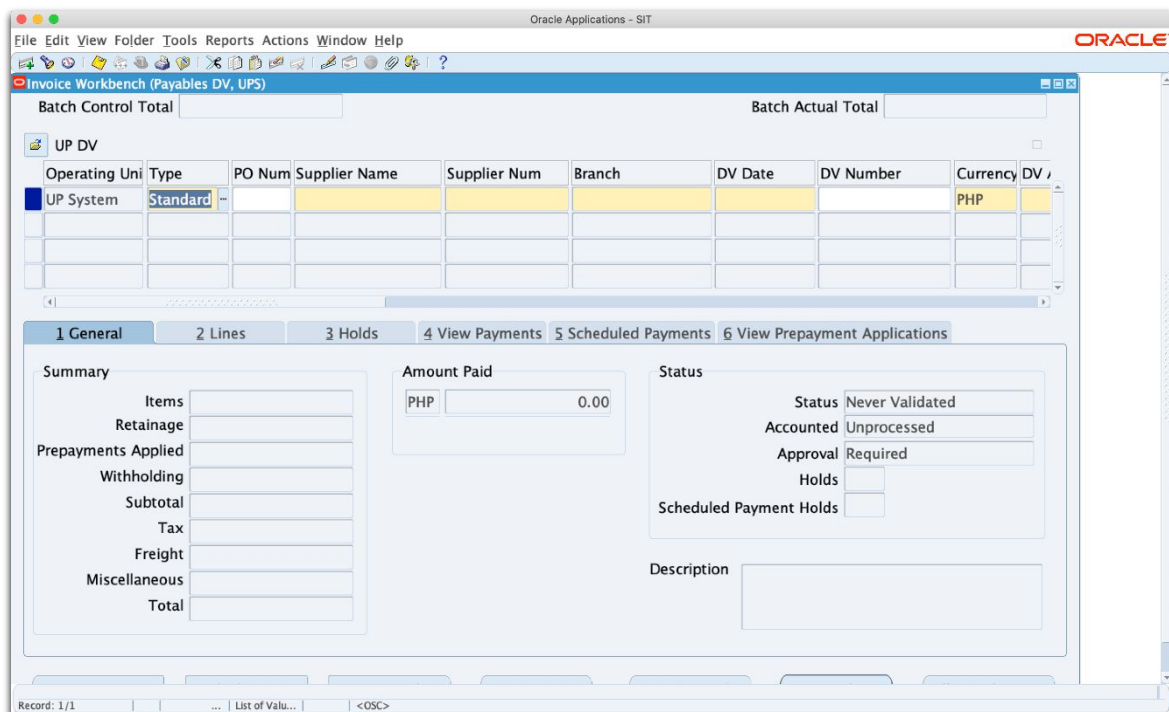 Oracle Applications - SIT
File Edit View Folder Tools Reports Actions Window Help
ORACLE
Invoice Workbench (Payables DV, UPS)
Batch Control Total Batch Actual Total
UP DV
Operating Uni Type PO Num Supplier Name Supplier Num Branch DV Date DV Number Currency DV
UP System Standard ... PHP
1 General 2 Lines 3 Holds 4 View Payments 5 Scheduled Payments 6 View Prepayment Applications
Summary Amount Paid Status
Items PHP 0.00 Status Never Validated
Retainage Accounted Unprocessed
Prepayments Applied Approval Required
Withholding Holds
Subtotal Scheduled Payment Holds
Tax
Freight
Miscellaneous Description
Total
Record: 1/1 ... List of Valu... <OSC>